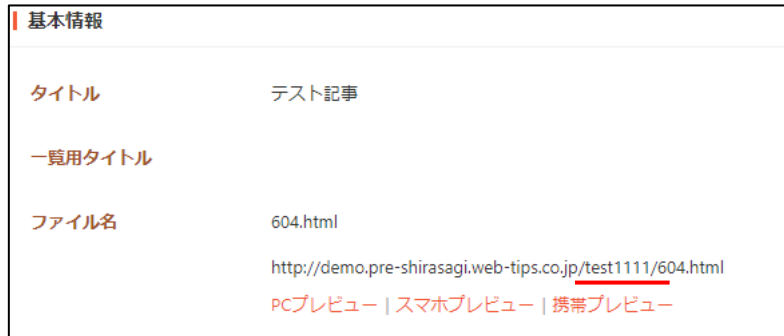 基本情報
タイトル テスト記事
一覧用タイトル
ファイル名 604.html
http://demo.pre-shirasagi.web-tips.co.jp/test1111/604.html
PCプレビュー | スマホプレビュー | 携帯プレビュー